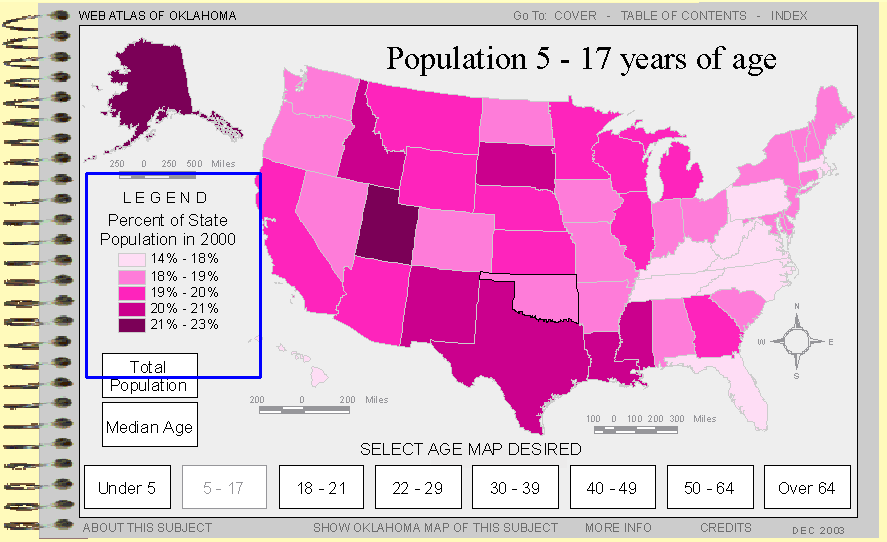 WEB ATLAS OF OKLAHOMA
Go To: COVER - TABLE OF CONTENTS - INDEX
Population 5 - 17 years of age
250 0 250 500 Miles
LEGEND
Percent of State
Population in 2000
14% - 18%
18% - 19%
19% - 20%
20% - 21%
21% - 23%
N
W E
S
Total
Population
200 0 200 Miles
Median Age
100 0 100 200 300 Miles
SELECT AGE MAP DESIRED
Under 5
5 - 17
18 - 21
22 - 29
30 - 39
40 - 49
50 - 64
Over 64
ABOUT THIS SUBJECT
SHOW OKLAHOMA MAP OF THIS SUBJECT
MORE INFO
CREDITS
DEC 2003